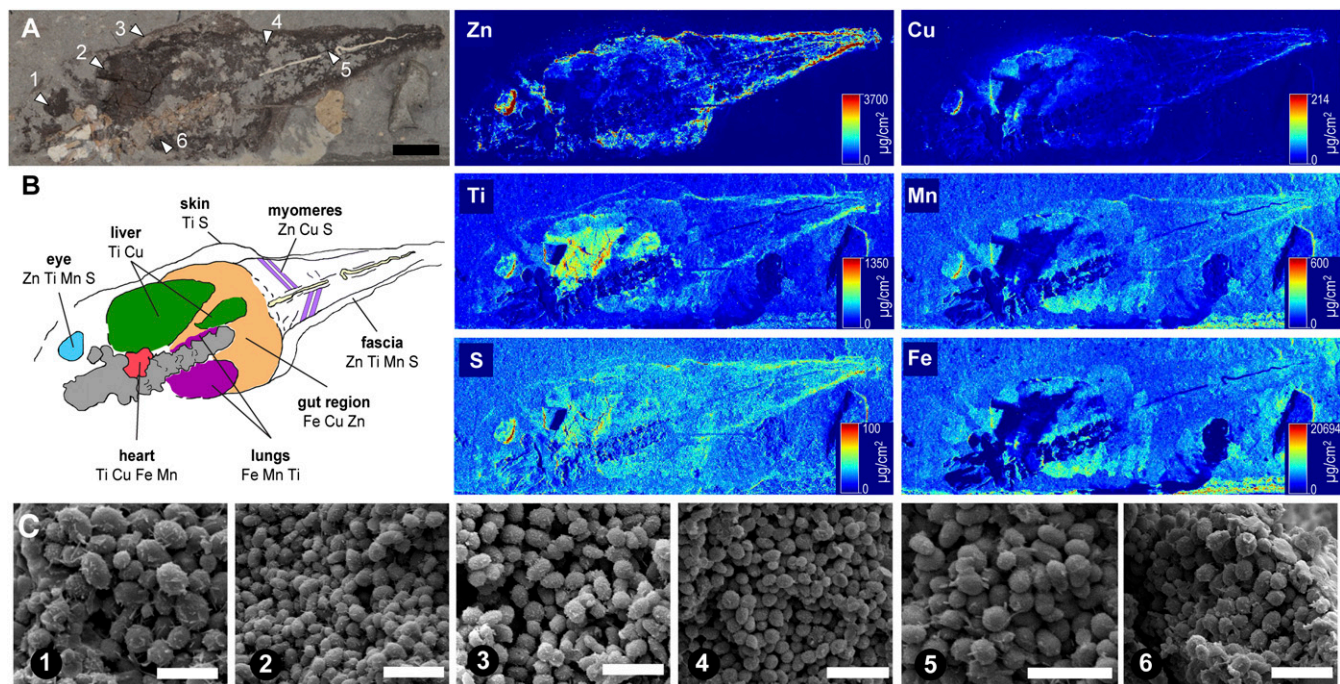 A
1
2
3
4
5
6
Zn
3700
0
µg/cm²
Cu
214
0
µg/cm²
B
skin
Ti S
myomeres
Zn Cu S
liver
Ti Cu
eye
Zn Ti Mn S
fascia
Zn Ti Mn S
gut region
Fe Cu Zn
heart
Ti Cu Fe Mn
lungs
Fe Mn Ti
Ti
1350
0
µg/cm²
Mn
600
0
µg/cm²
S
100
0
µg/cm²
Fe
20694
0
µg/cm²
C
1
2
3
4
5
6